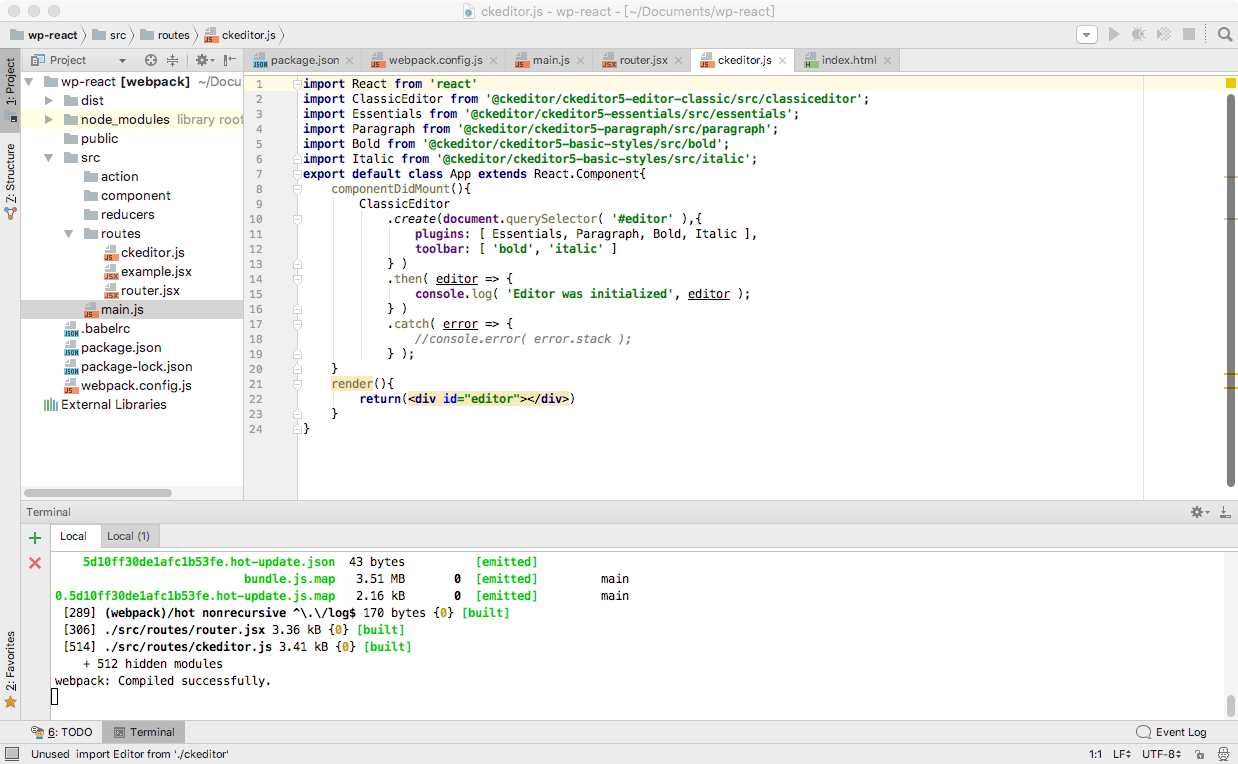 ckeditor.js - wp-react - [~/Documents/wp-react]
wp-react src routes ckeditor.js
1: Project
Z: Structure
2: Favorites
Project
package.json webpack.config.js main.js router.jsx ckeditor.js index.html
wp-react [webpack] ~/Docu
dist
node_modules library root
public
src
action
component
reducers
routes
ckeditor.js
example.jsx
router.jsx
main.js
.babelrc
package.json
package-lock.json
webpack.config.js
External Libraries
1 import React from 'react'
2 import ClassicEditor from '@ckeditor/ckeditor5-editor-classic/src/classiceditor';
3 import Essentials from '@ckeditor/ckeditor5-essentials/src/essentials';
4 import Paragraph from '@ckeditor/ckeditor5-paragraph/src/paragraph';
5 import Bold from '@ckeditor/ckeditor5-basic-styles/src/bold';
6 import Italic from '@ckeditor/ckeditor5-basic-styles/src/italic';
7 export default class App extends React.Component{
8 componentDidMount(){
9 ClassicEditor
10 .create(document.querySelector( '#editor' ),{
11 plugins: [ Essentials, Paragraph, Bold, Italic ],
12 toolbar: [ 'bold', 'italic' ]
13 } )
14 .then( editor => {
15 console.log( 'Editor was initialized', editor );
16 } )
17 .catch( error => {
18 //console.error( error.stack );
19 } );
20 }
21 render(){
22 return(<div id="editor"></div>)
23 }
24 }
Terminal
Local Local (1)
5d10ff30de1afc1b53fe.hot-update.json 43 bytes [emitted]
bundle.js.map 3.51 MB 0 [emitted] main
0.5d10ff30de1afc1b53fe.hot-update.js.map 2.16 kB 0 [emitted] main
[289] (webpack)/hot nonrecursive ^\.\/log$ 170 bytes {0} [built]
[306] ./src/routes/router.jsx 3.36 kB {0} [built]
[514] ./src/routes/ckeditor.js 3.41 kB {0} [built]
+ 512 hidden modules
webpack: Compiled successfully.
6: TODO Terminal Event Log
Unused import Editor from './ckeditor' 1:1 LF UTF-8